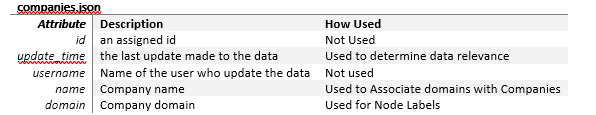 companies.json
Attribute Description How Used
id an assigned id Not Used
update_time the last update made to the data Used to determine data relevance
username Name of the user who update the data Not used
name Company name Used to Associate domains with Companies
domain Company domain Used for Node Labels